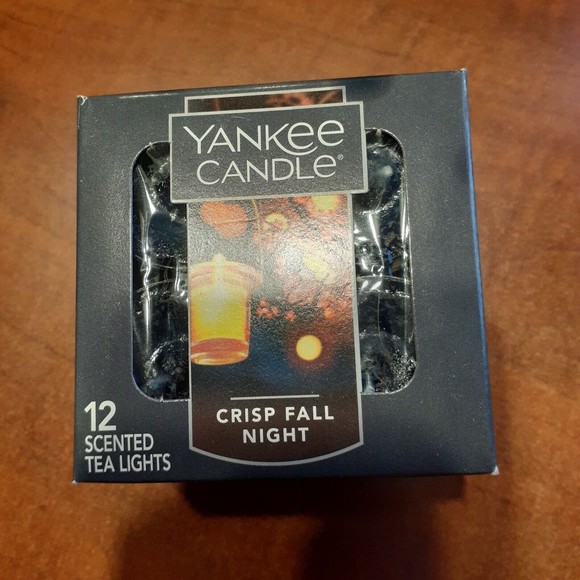 YANKEE
CANDLE®
CRISP FALL
NIGHT
12
SCENTED
TEA LIGHTS